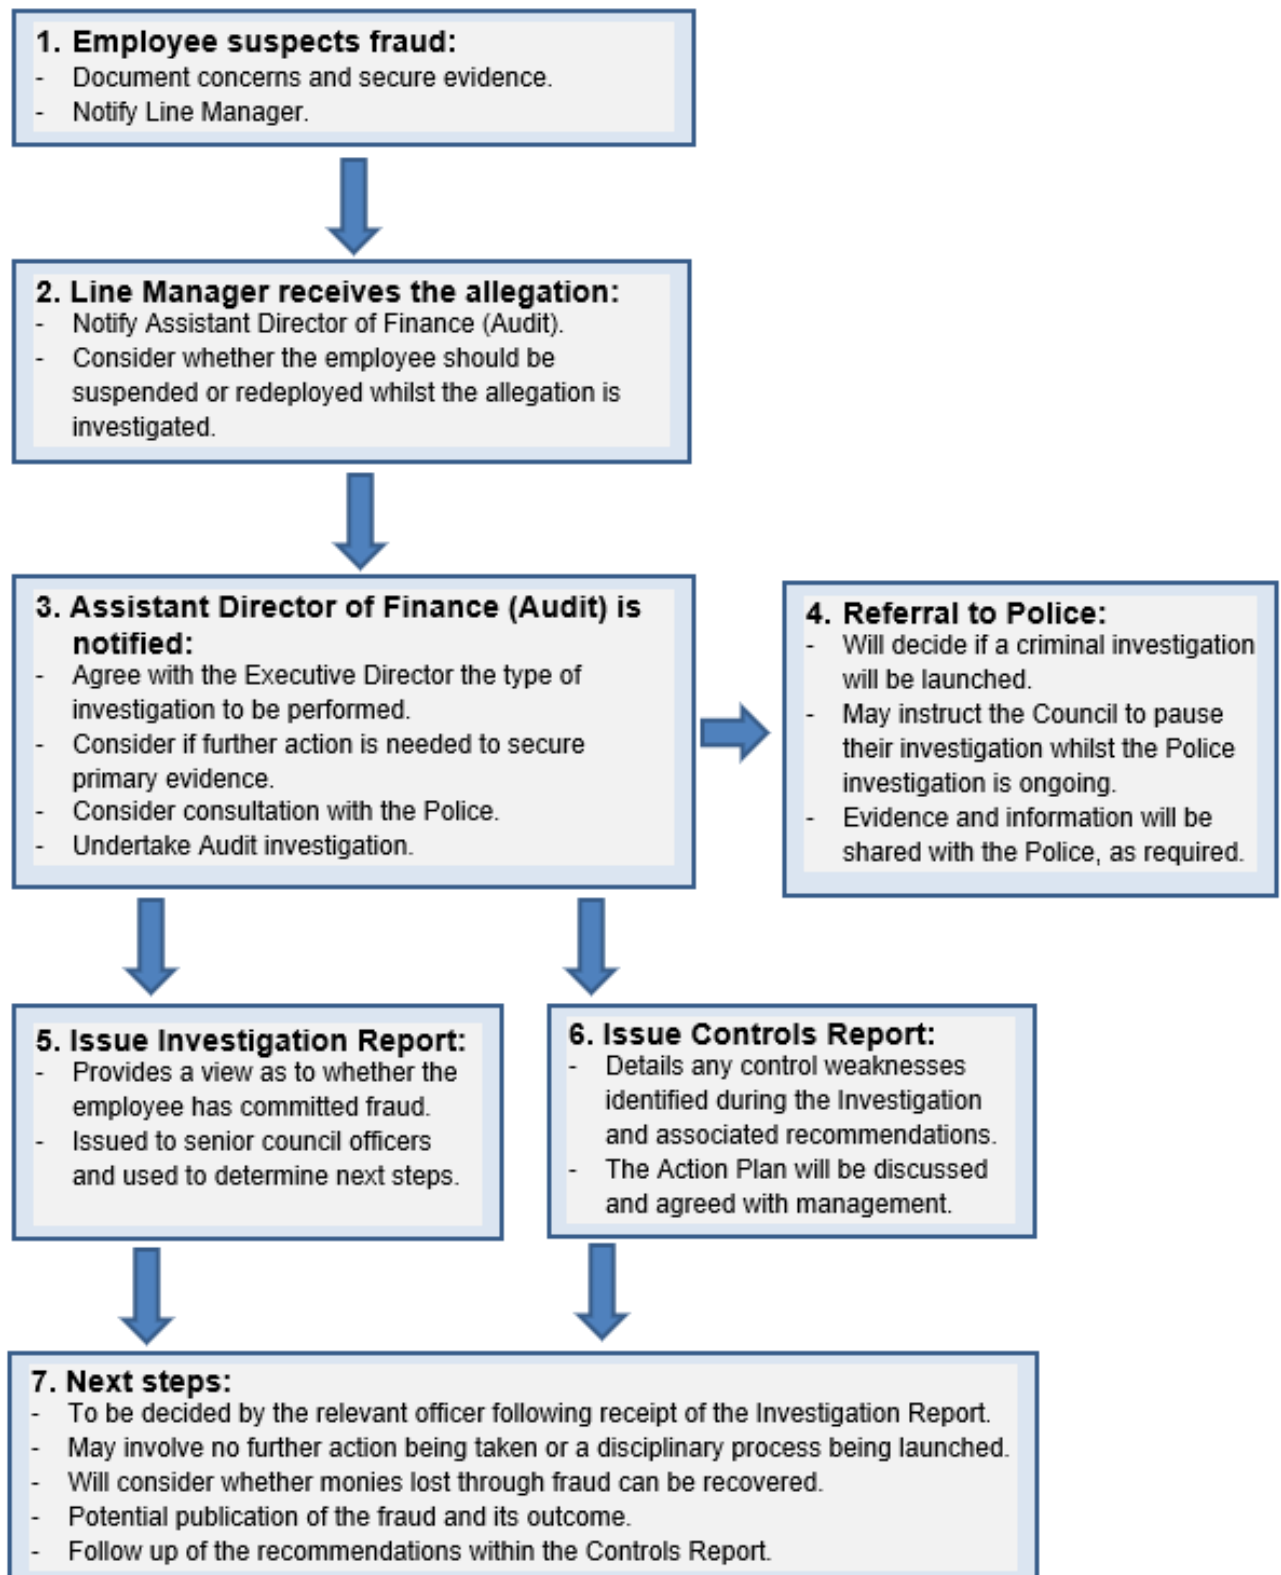 1. Employee suspects fraud:
- Document concerns and secure evidence.
- Notify Line Manager.
2. Line Manager receives the allegation:
- Notify Assistant Director of Finance (Audit).
- Consider whether the employee should be
suspended or redeployed whilst the allegation is
investigated.
3. Assistant Director of Finance (Audit) is
notified:
- Agree with the Executive Director the type of
investigation to be performed.
- Consider if further action is needed to secure
primary evidence.
- Consider consultation with the Police.
- Undertake Audit investigation.
4. Referral to Police:
- Will decide if a criminal investigation
will be launched.
- May instruct the Council to pause
their investigation whilst the Police
investigation is ongoing.
- Evidence and information will be
shared with the Police, as required.
5. Issue Investigation Report:
- Provides a view as to whether the
employee has committed fraud.
- Issued to senior council officers
and used to determine next steps.
6. Issue Controls Report:
- Details any control weaknesses
identified during the Investigation
and associated recommendations.
- The Action Plan will be discussed
and agreed with management.
7. Next steps:
- To be decided by the relevant officer following receipt of the Investigation Report.
- May involve no further action being taken or a disciplinary process being launched.
- Will consider whether monies lost through fraud can be recovered.
- Potential publication of the fraud and its outcome.
- Follow up of the recommendations within the Controls Report.